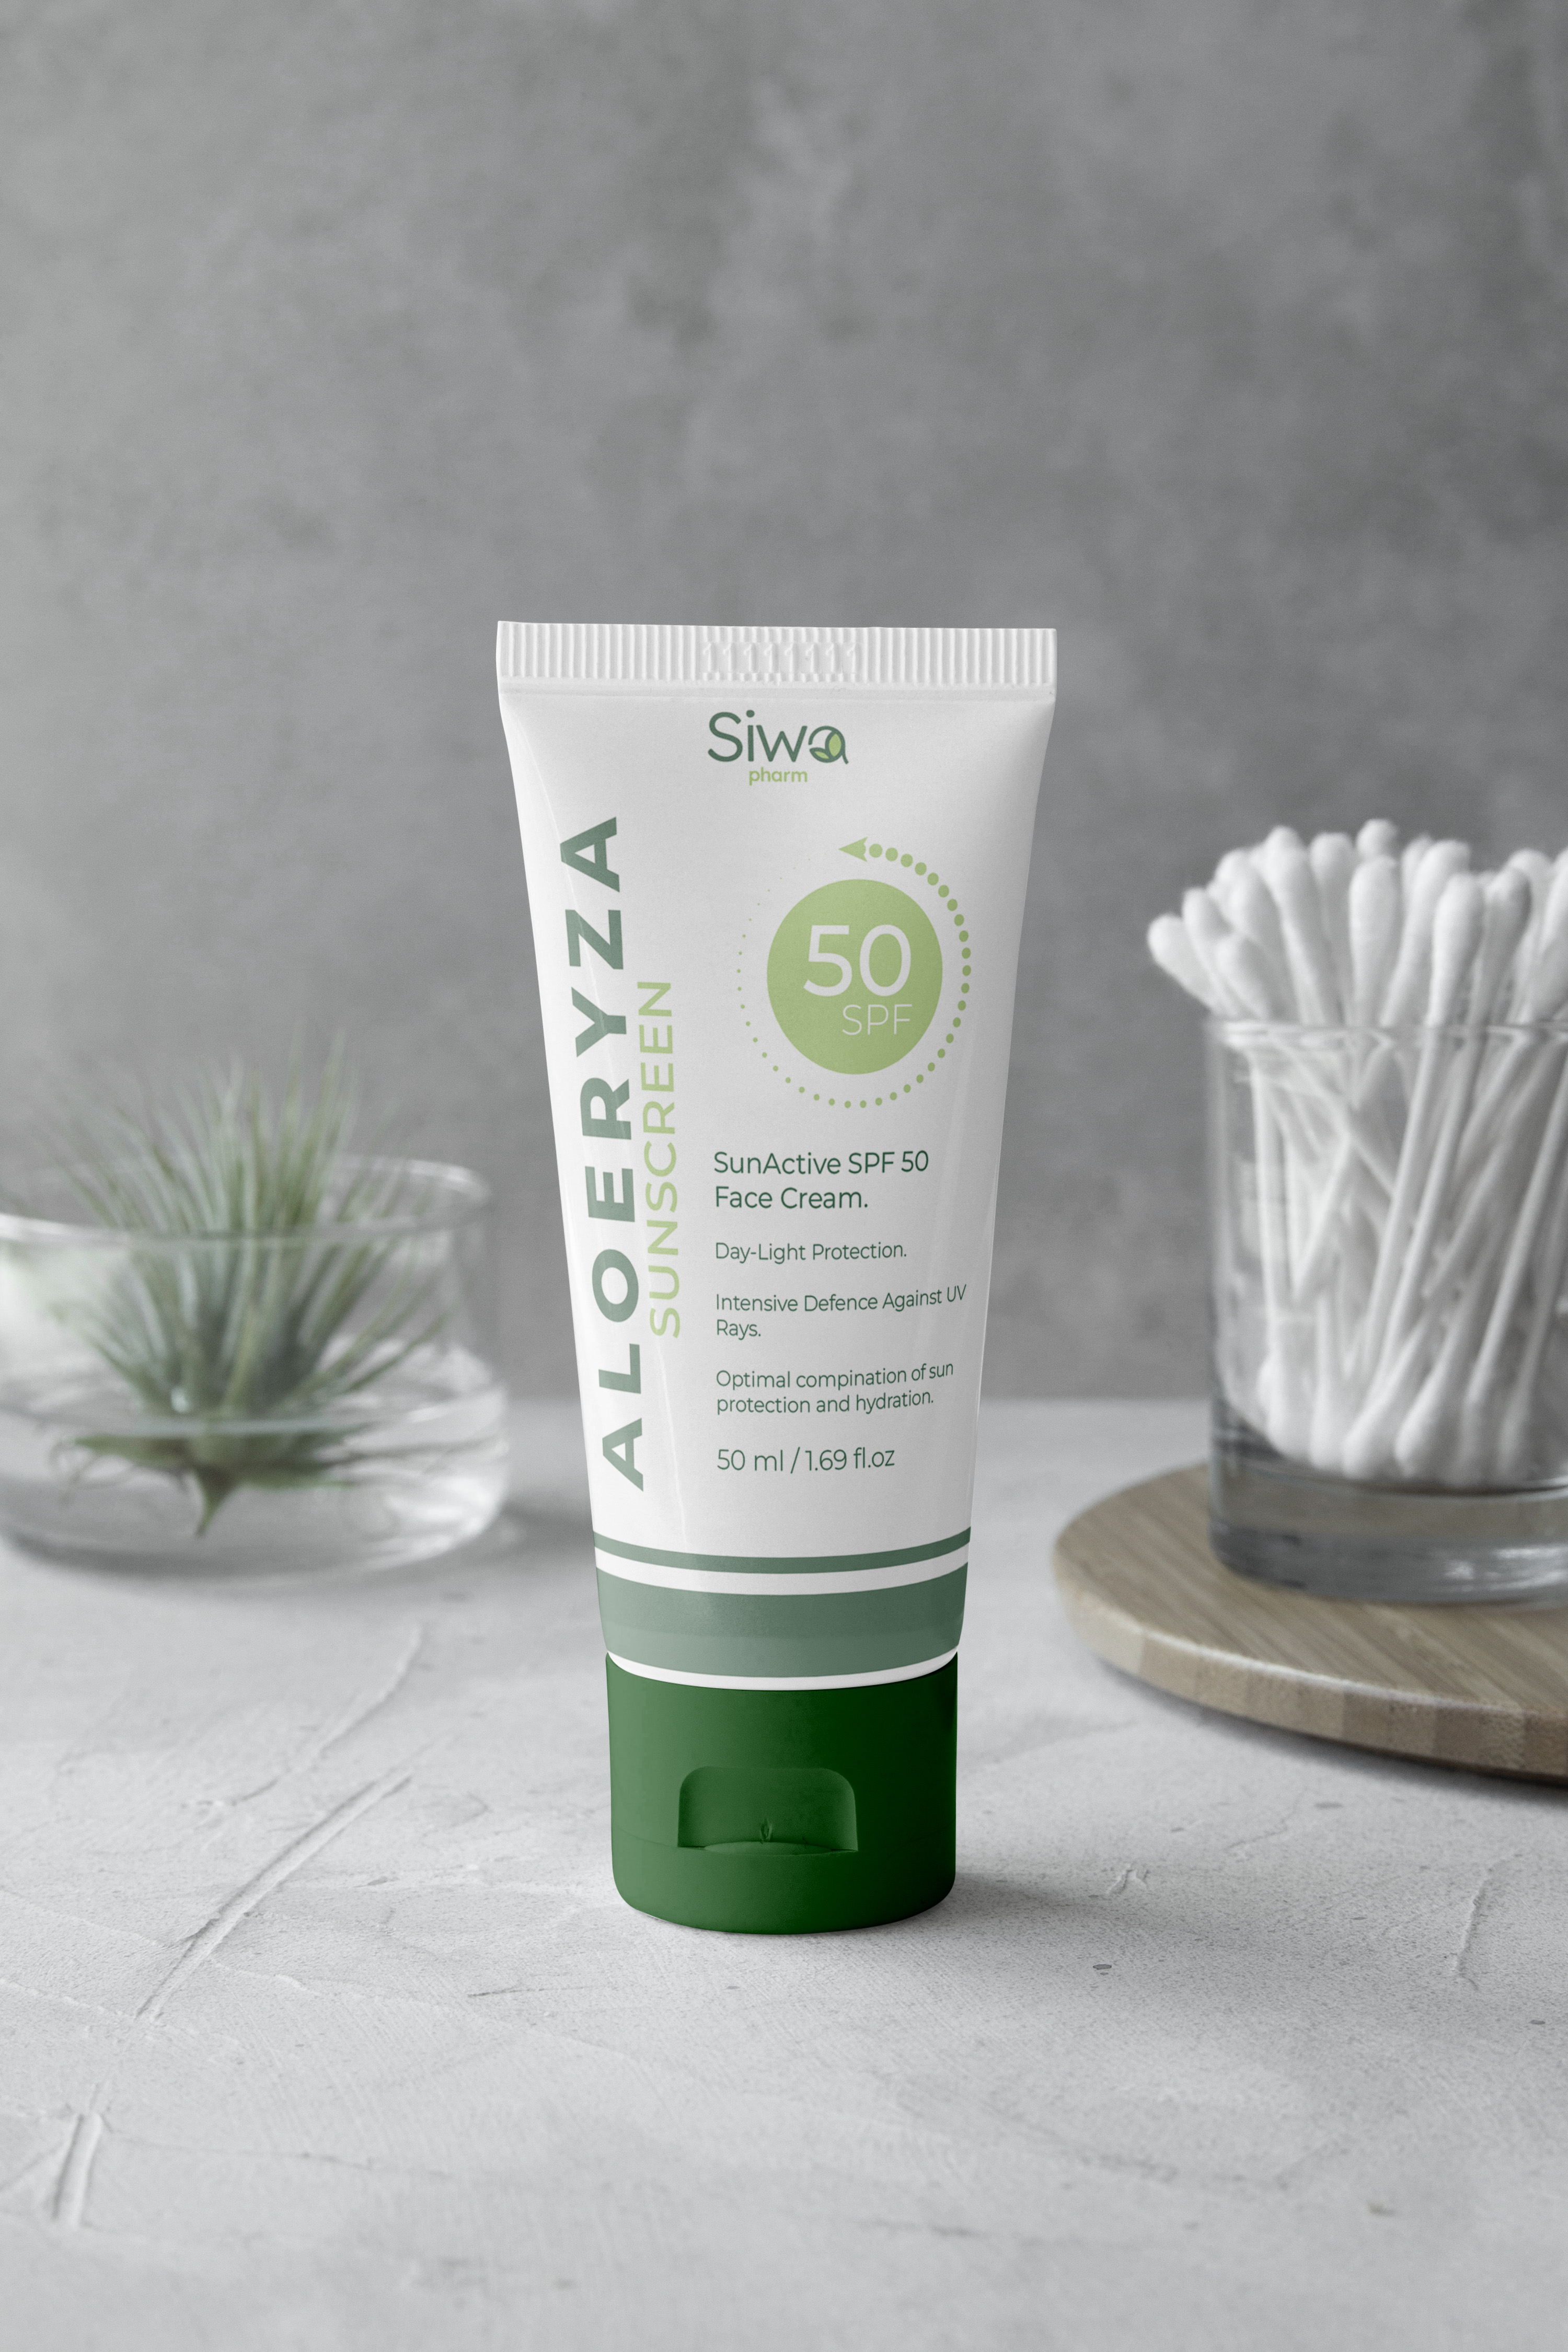 11111111
Siwa
pharm
ALOERYZA
SUNSCREEN
50
SPF
SunActive SPF 50
Face Cream.
Day-Light Protection.
Intensive Defence Against UV
Rays.
Optimal compination of sun
protection and hydration.
50 ml / 1.69 fl.oz